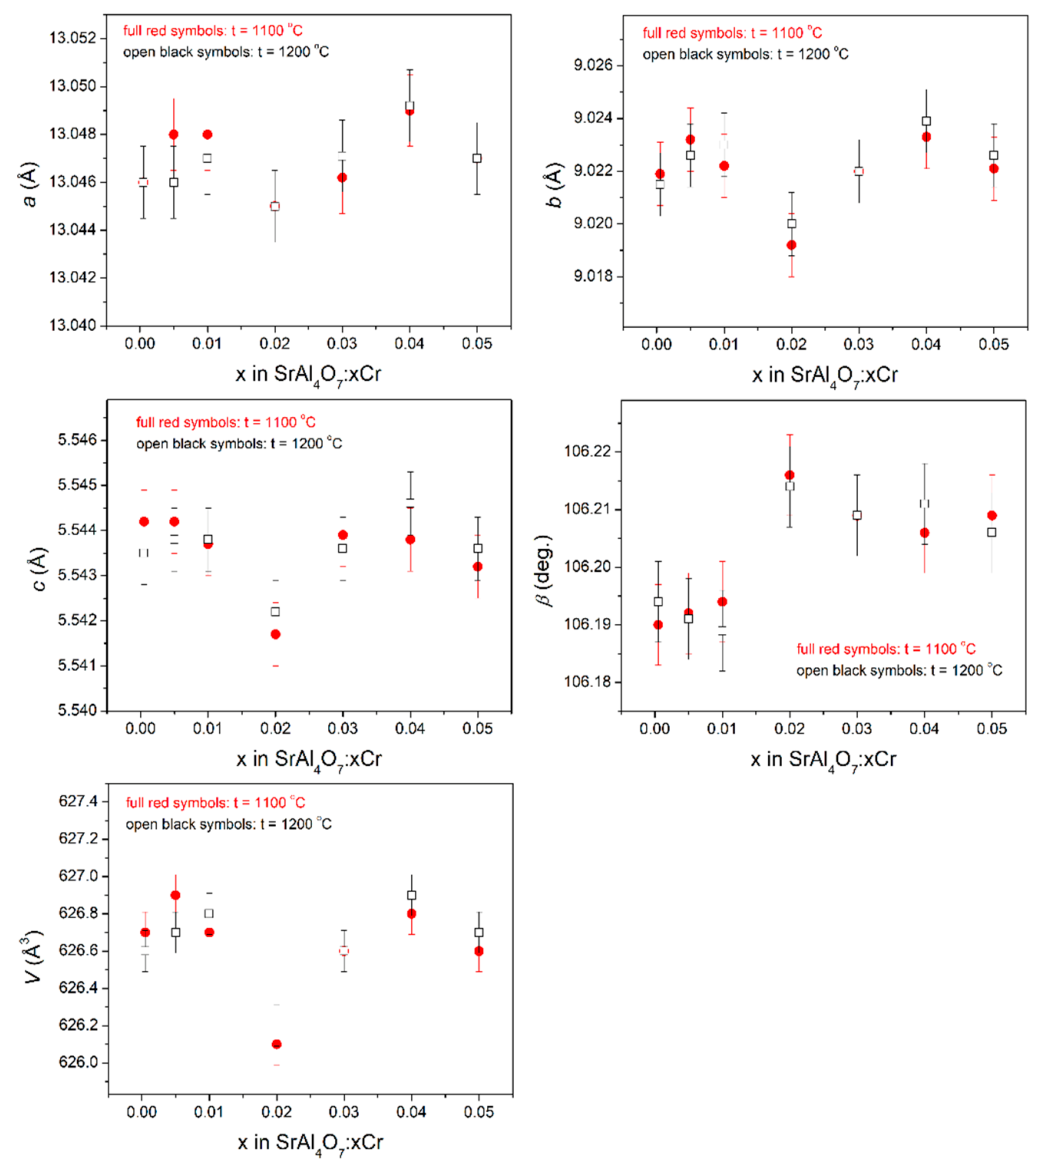 full red symbols: t = 1100 °C
open black symbols: t = 1200 °C
13.052
13.050
13.048
13.046
13.044
13.042
13.040
a (Å)
0.00 0.01 0.02 0.03 0.04 0.05
x in SrAl₄O₇:xCr
full red symbols: t = 1100 °C
open black symbols: t = 1200 °C
9.026
9.024
9.022
9.020
9.018
b (Å)
0.00 0.01 0.02 0.03 0.04 0.05
x in SrAl₄O₇:xCr
full red symbols: t = 1100 °C
open black symbols: t = 1200 °C
5.546
5.545
5.544
5.543
5.542
5.541
5.540
c (Å)
0.00 0.01 0.02 0.03 0.04 0.05
x in SrAl₄O₇:xCr
106.22
106.21
106.20
106.19
106.18
β (deg.)
full red symbols: t = 1100 °C
open black symbols: t = 1200 °C
0.00 0.01 0.02 0.03 0.04 0.05
x in SrAl₄O₇:xCr
full red symbols: t = 1100 °C
open black symbols: t = 1200 °C
627.4
627.2
627.0
626.8
626.6
626.4
626.2
626.0
V (Å³)
0.00 0.01 0.02 0.03 0.04 0.05
x in SrAl₄O₇:xCr